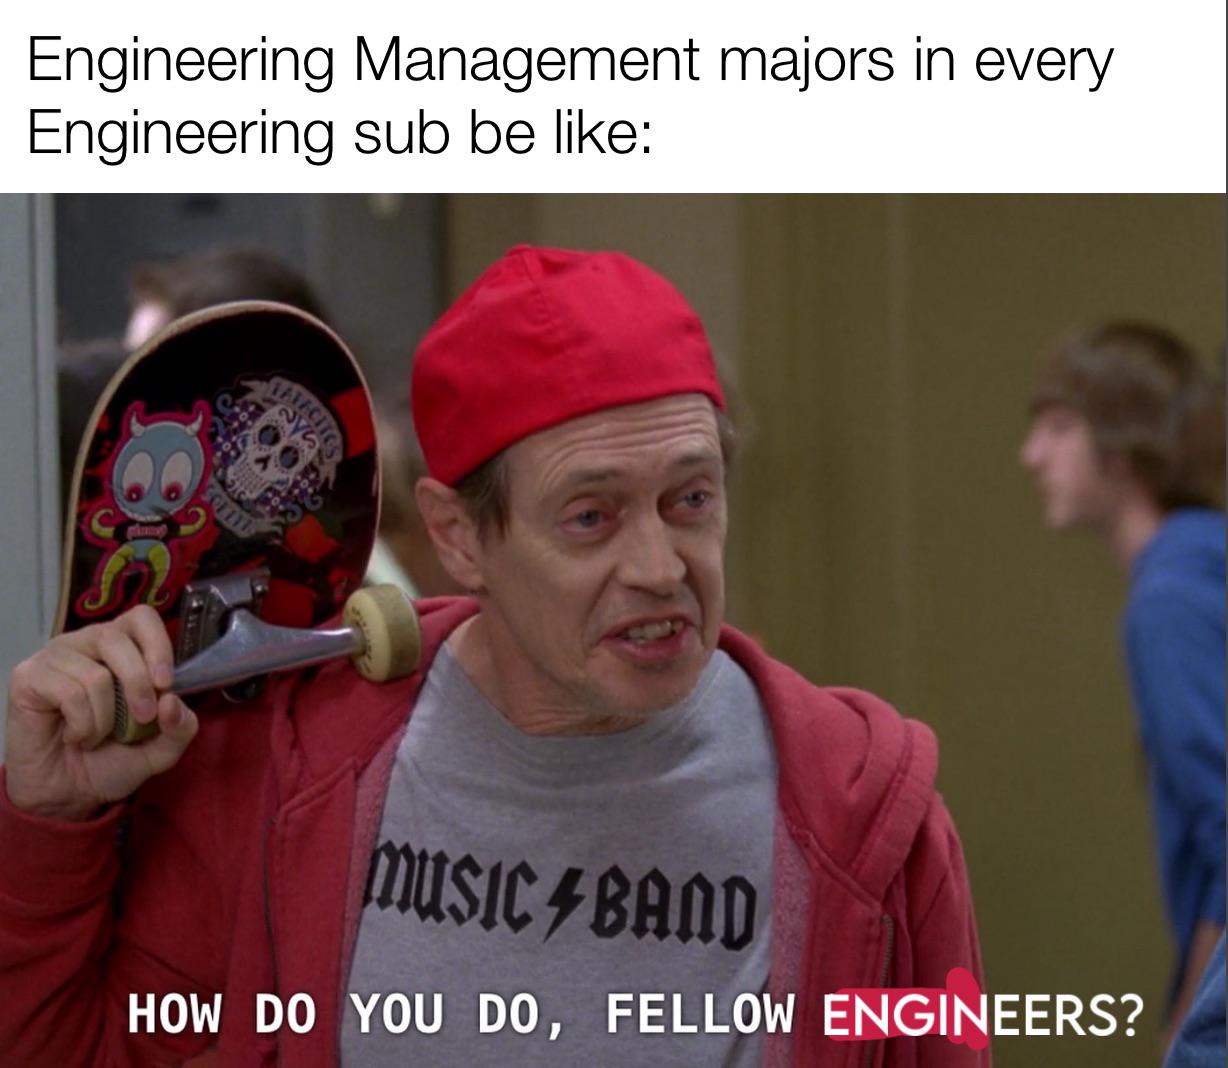 Engineering Management majors in every
Engineering sub be like:
MUSIC⚡BAND
HOW DO YOU DO, FELLOW ENGINEERS?